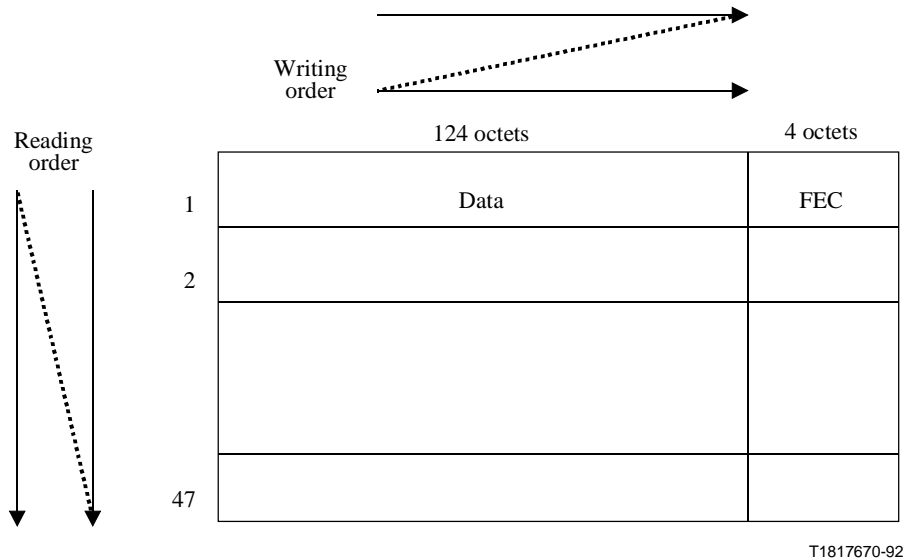 Writing
order
Reading
order
124 octets
4 octets
1
Data
FEC
2
47
T1817670-92